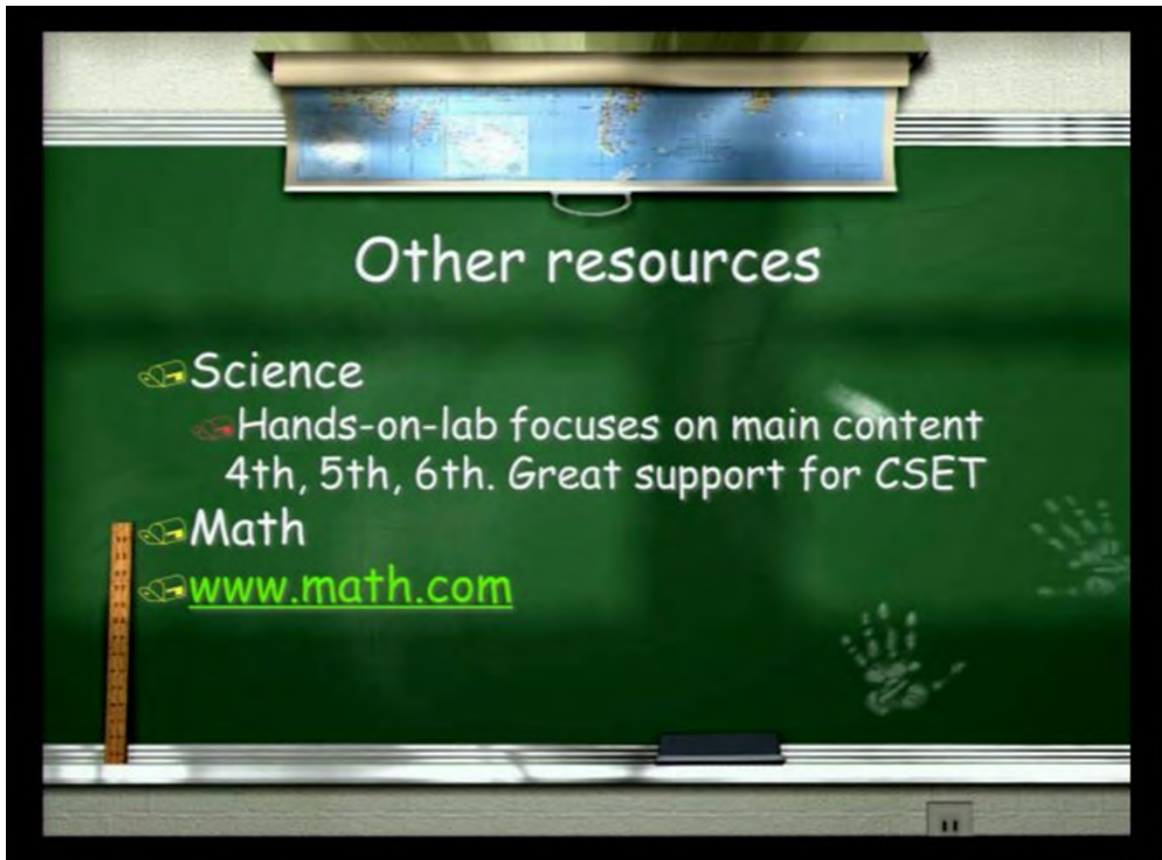 Other resources
Science
Hands-on-lab focuses on main content
4th, 5th, 6th. Great support for CSET
Math
www.math.com